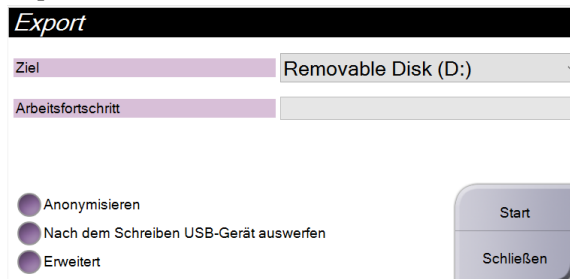 Export
Ziel
Removable Disk (D:)
Arbeitsfortschritt
Anonymisieren
Nach dem Schreiben USB-Gerät auswerfen
Erweitert
Start
Schließen